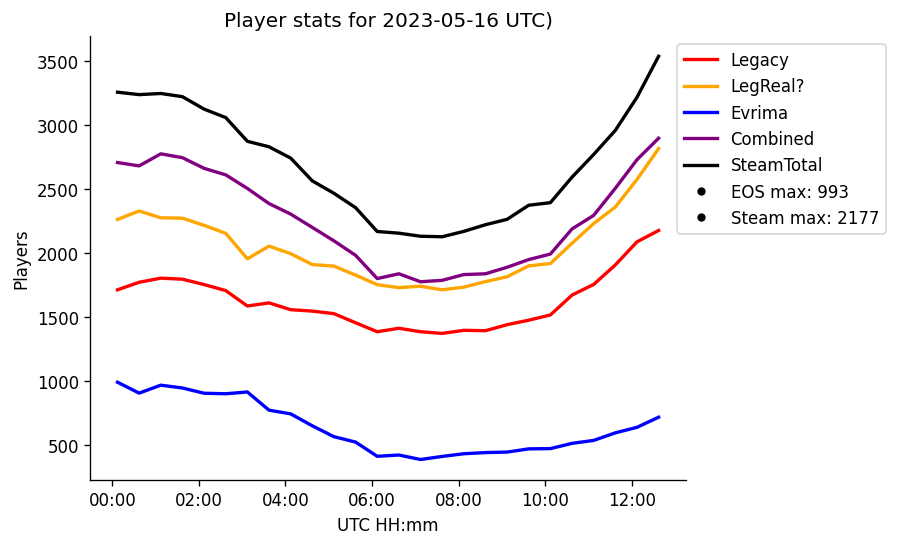 Player stats for 2023-05-16 UTC)
3500
3000
2500
2000
1500
1000
500
Players
00:00 02:00 04:00 06:00 08:00 10:00 12:00
UTC HH:mm
Legacy
LegReal?
Evrima
Combined
SteamTotal
EOS max: 993
Steam max: 2177